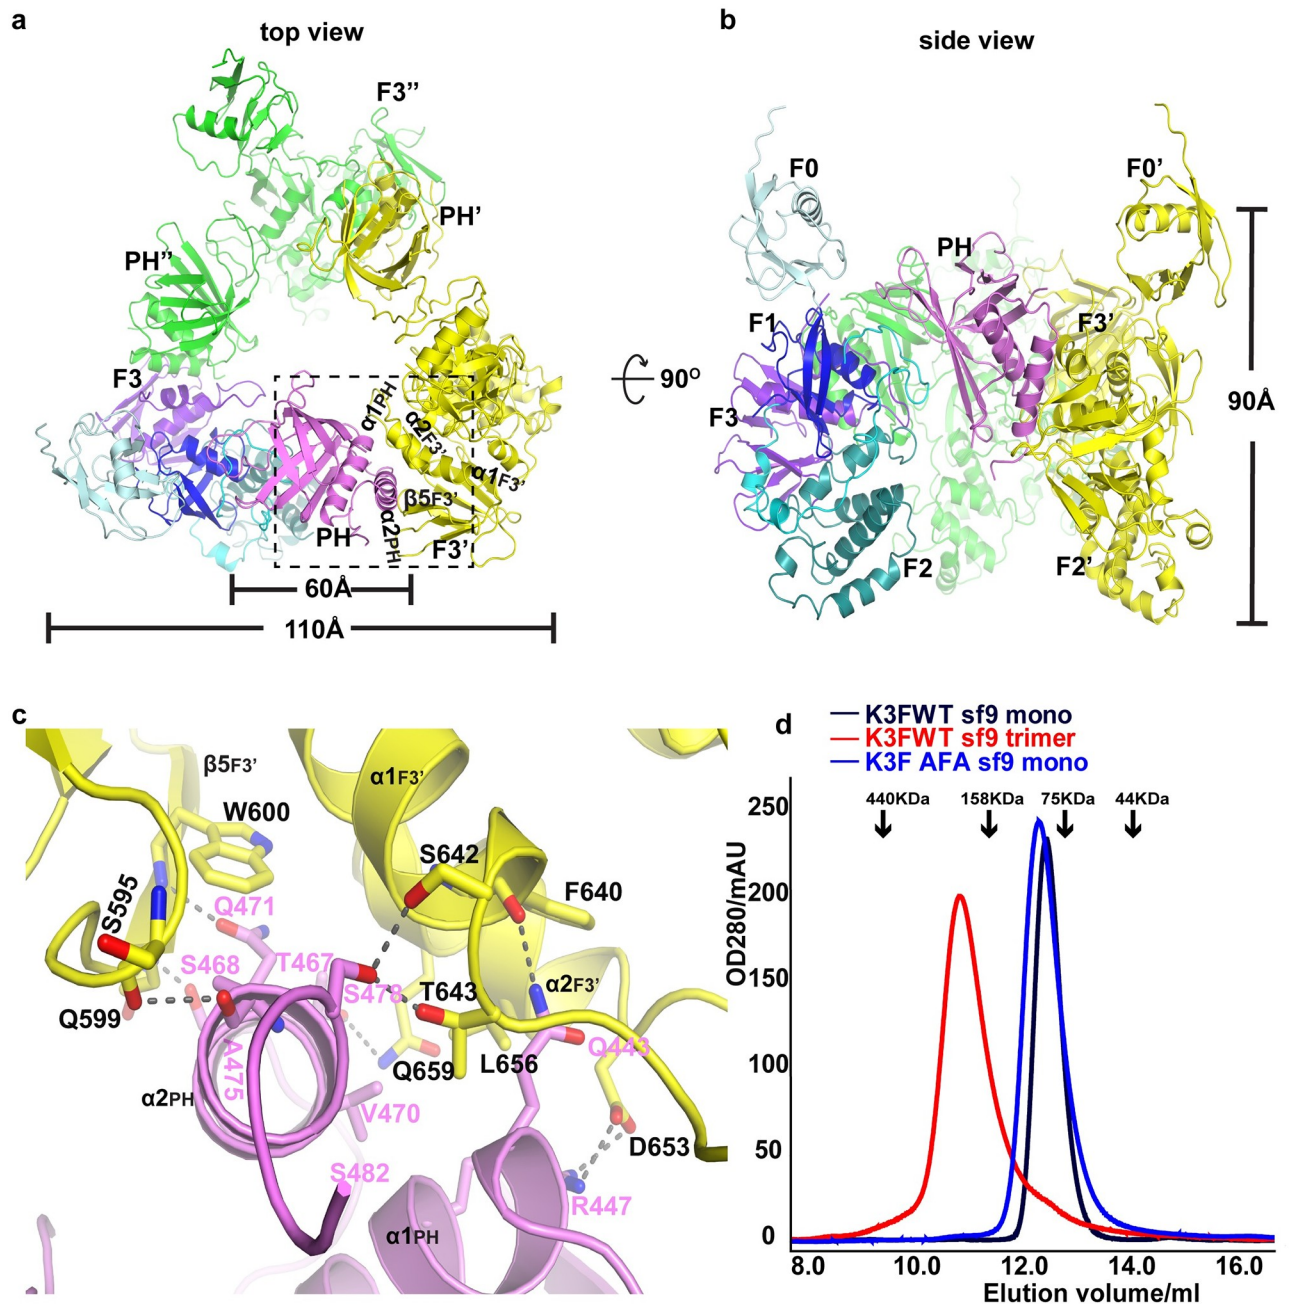 a
top view
F3’’
PH’
PH’’
F3
α1PH
α2F3’
α1F3’
β5F3’
PH
α2PH
F3’
60Å
110Å
90O
b
side view
F0
F0’
PH
F1
F3’
F3
90Å
F2
F2’
c
β5F3’
α1F3’
W600
S642
F640
S595
Q471
S468
T467
S478
T643
α2F3’
Q599
A475
Q659
L656
Q443
α2PH
V470
D653
S482
R447
α1PH
d
K3FWT sf9 mono
K3FWT sf9 trimer
K3F AFA sf9 mono
440KDa
158KDa
75KDa
44KDa
OD280/mAU
250
200
150
100
50
0
8.0
10.0
12.0
14.0
16.0
Elution volume/ml